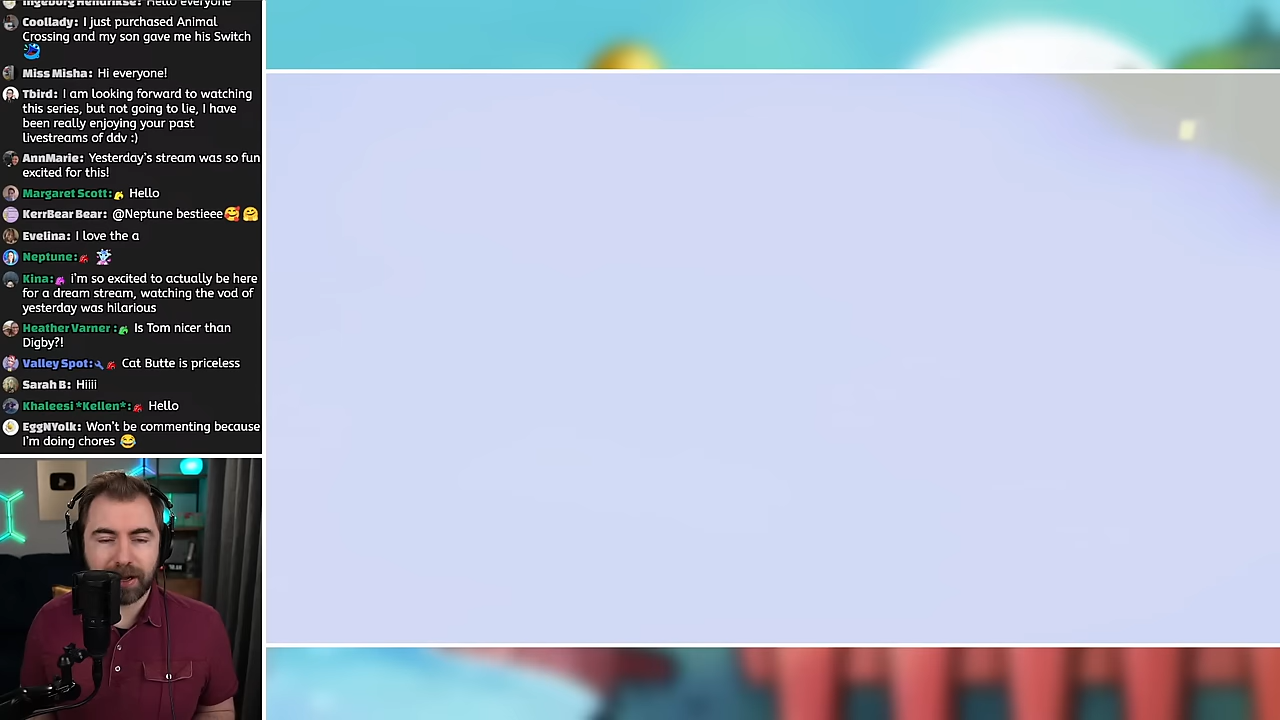 Ingeborg Hendrikse: Hello everyone
Coollady: I just purchased Animal
Crossing and my son gave me his Switch
Miss Misha: Hi everyone!
Tbird: I am looking forward to watching
this series, but not going to lie, I have
been really enjoying your past
livestreams of ddv :)
AnnMarie: Yesterday's stream was so fun
excited for this!
Margaret Scott: Hello
KerrBear Bear: @Neptune bestieee🥰🤗
Evelina: I love the a
Neptune:
Kina: i'm so excited to actually be here
for a dream stream, watching the vod of
yesterday was hilarious
Heather Varner : Is Tom nicer than
Digby?!
Valley Spot: Cat Butte is priceless
Sarah B: Hiiii
Khaleesi *Kellen*: Hello
EggNYolk: Won't be commenting because
I'm doing chores 😂